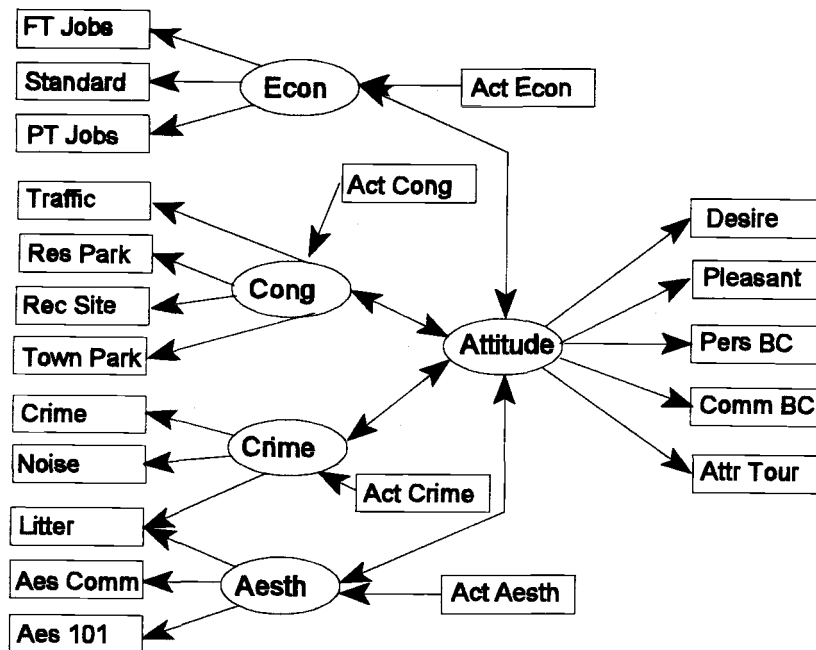 FT Jobs
Standard
PT Jobs
Econ
Act Econ
Traffic
Res Park
Rec Site
Town Park
Act Cong
Cong
Desire
Pleasant
Pers BC
Comm BC
Attr Tour
Attitude
Crime
Noise
Litter
Crime
Act Crime
Aes Comm
Aes 101
Aesth
Act Aesth